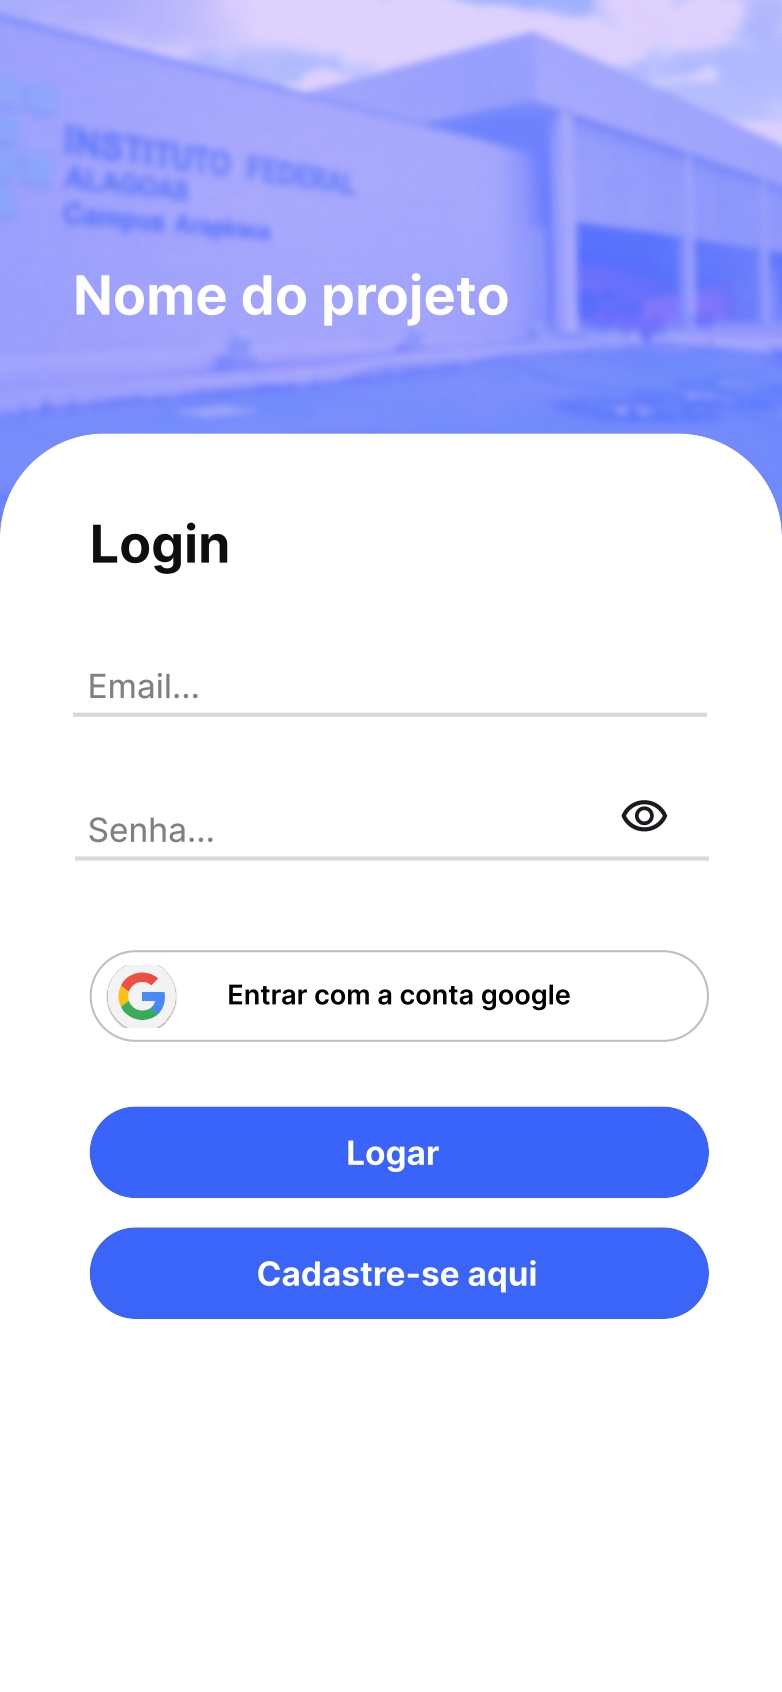 INSTITUTO FEDERAL
ALAGOAS
Campus Arapiraca
Nome do projeto
Login
Email...
Senha...
Entrar com a conta google
Logar
Cadastre-se aqui